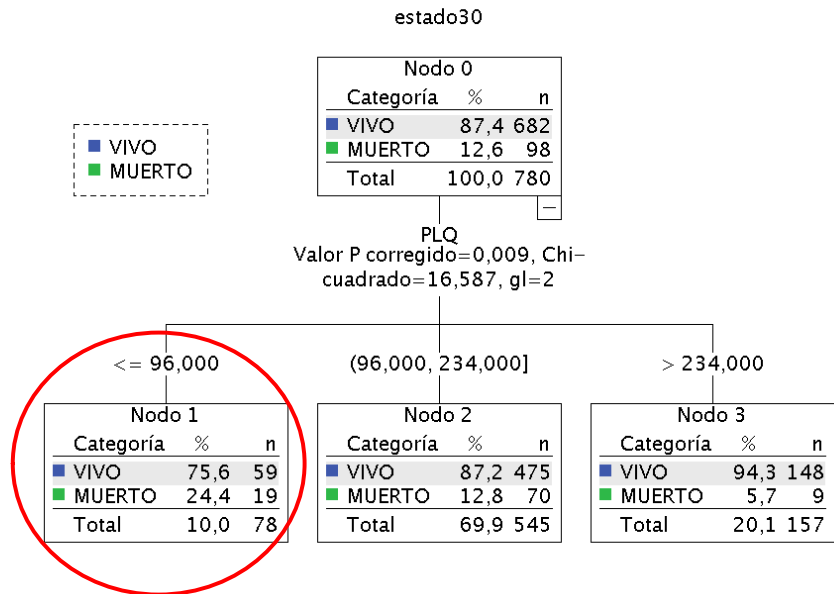 estado30
Nodo 0
Categoría % n
VIVO 87,4 682
MUERTO 12,6 98
Total 100,0 780
VIVO
MUERTO
PLQ
Valor P corregido=0,009, Chi-
cuadrado=16,587, gl=2
<= 96,000
(96,000, 234,000]
> 234,000
Nodo 1
Categoría % n
VIVO 75,6 59
MUERTO 24,4 19
Total 10,0 78
Nodo 2
Categoría % n
VIVO 87,2 475
MUERTO 12,8 70
Total 69,9 545
Nodo 3
Categoría % n
VIVO 94,3 148
MUERTO 5,7 9
Total 20,1 157